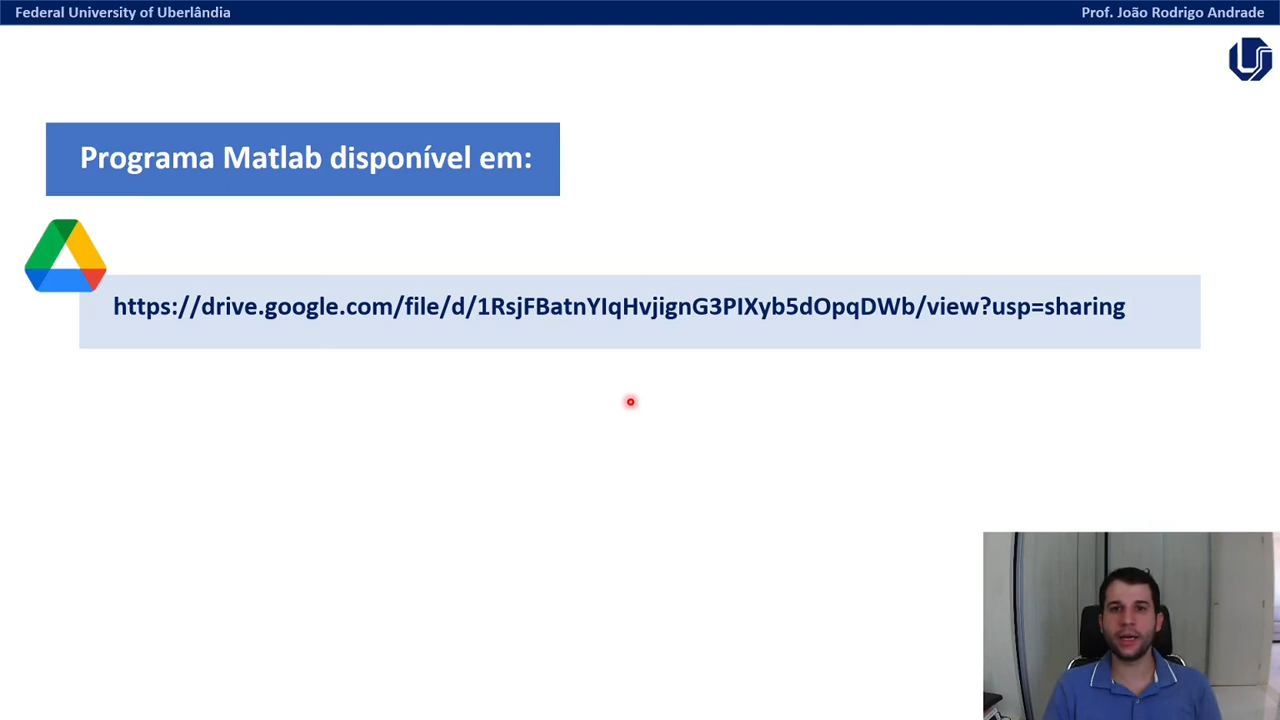 Federal University of Uberlândia
Prof. João Rodrigo Andrade
Programa Matlab disponível em:
https://drive.google.com/file/d/1RsjFBatnYIqHvjignG3PIXyb5dOpqDWb/view?usp=sharing